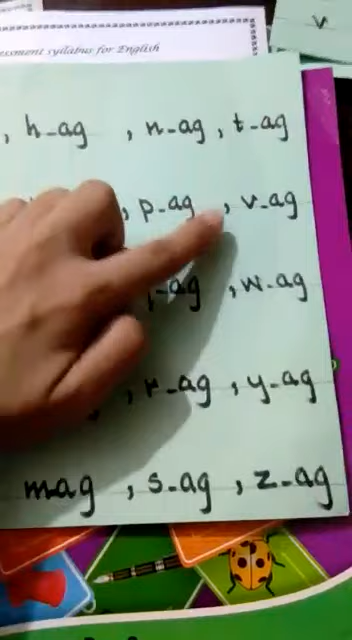 v
essment syllabus for English
, h-ag , n-ag , t-ag
, p-ag , v-ag
-ag , w-ag
, r-ag , y-ag
mag , s-ag , z-ag